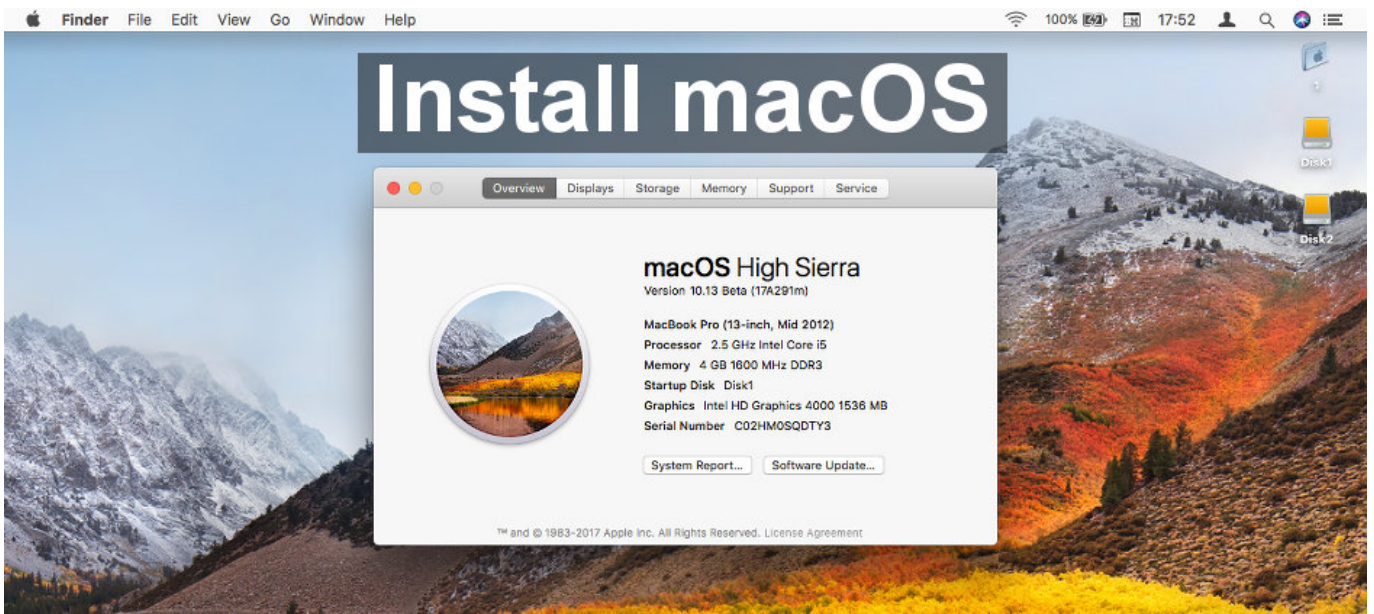 Finder File Edit View Go Window Help 100% 17:52
Install macOS
1
Disk1
Disk2
Overview Displays Storage Memory Support Service
macOS High Sierra
Version 10.13 Beta (17A291m)
MacBook Pro (13-inch, Mid 2012)
Processor 2.5 GHz Intel Core i5
Memory 4 GB 1600 MHz DDR3
Startup Disk Disk1
Graphics Intel HD Graphics 4000 1536 MB
Serial Number C02HM0SQDTY3
System Report... Software Update...
™ and © 1983-2017 Apple Inc. All Rights Reserved. License Agreement